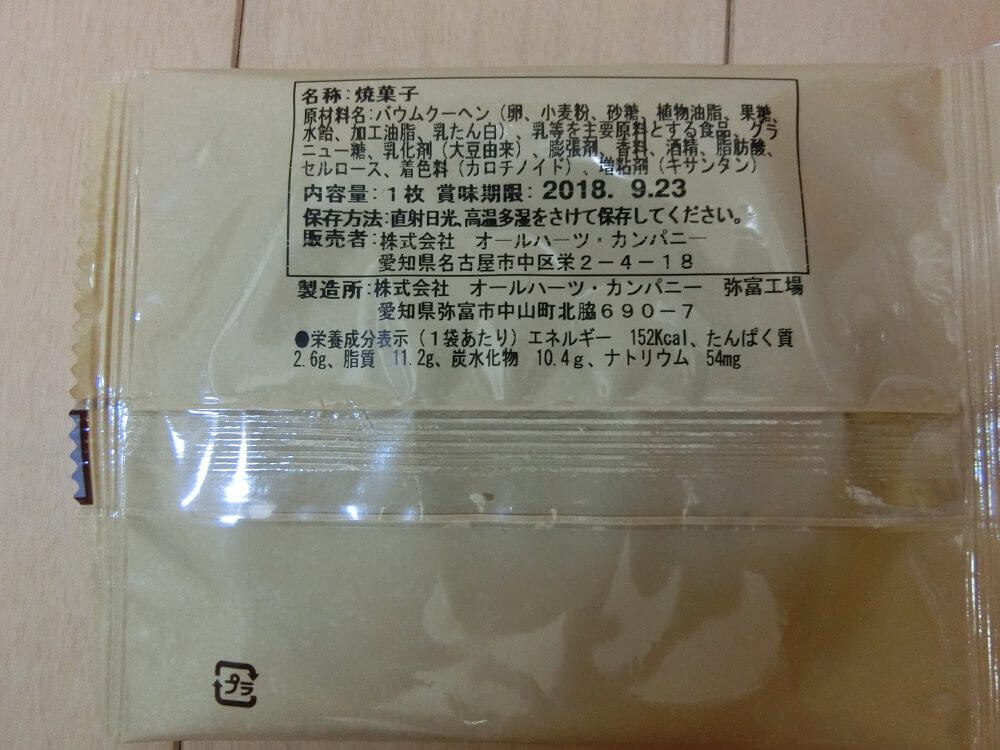 名称:焼菓子
原材料名:バウムクーヘン（卵、小麦粉、砂糖、植物油脂、果糖、
水飴、加工油脂、乳たん白）、乳等を主要原料とする食品、グラ
ニュー糖、乳化剤（大豆由来）、膨張剤、香料、酒精、脂肪酸、
セルロース、着色料（カロチノイド）、増粘剤（キサンタン）
内容量:1枚 賞味期限: 2018. 9.23
保存方法:直射日光、高温多湿をさけて保存してください。
販売者:株式会社 オールハーツ・カンパニー
愛知県名古屋市中区栄2－4－18
製造所:株式会社 オールハーツ・カンパニー 弥富工場
愛知県弥富市中山町北脇690－7
●栄養成分表示（1袋あたり）エネルギー 152Kcal、たんぱく質
2.6g、脂質 11.2g、炭水化物 10.4g、ナトリウム 54mg
プラ